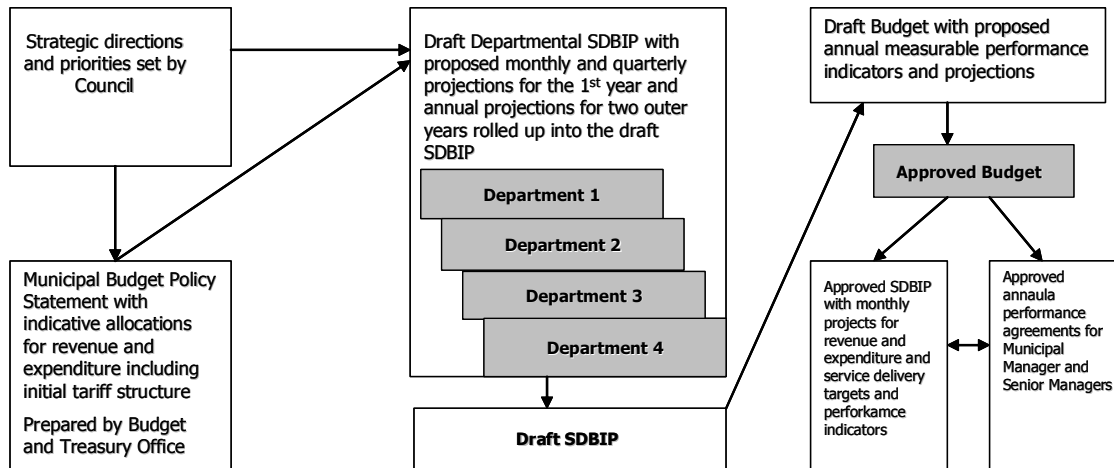 Strategic directions
and priorities set by
Council
Municipal Budget Policy
Statement with
indicative allocations
for revenue and
expenditure including
initial tariff structure
Prepared by Budget
and Treasury Office
Draft Departmental SDBIP with
proposed monthly and quarterly
projections for the 1st year and
annual projections for two outer
years rolled up into the draft
SDBIP
Department 1
Department 2
Department 3
Department 4
Draft SDBIP
Draft Budget with proposed
annual measurable performance
indicators and projections
Approved Budget
Approved SDBIP
with monthly
projects for
revenue and
expenditure and
service delivery
targets and
perforkamce
indicators
Approved
annaula
performance
agreements for
Municipal
Manager and
Senior Managers